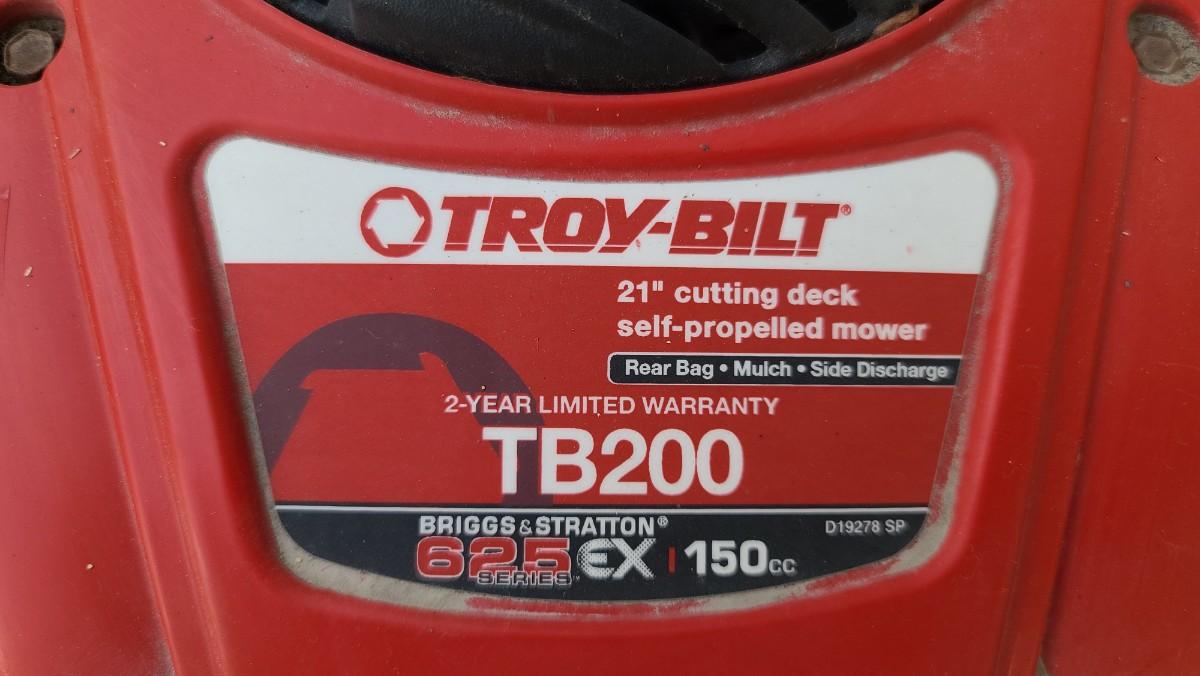 TROY-BILT®
21" cutting deck
self-propelled mower
Rear Bag • Mulch • Side Discharge
2-YEAR LIMITED WARRANTY
TB200
BRIGGS & STRATTON® D19278 SP
625 EX | 150cc
SERIES™